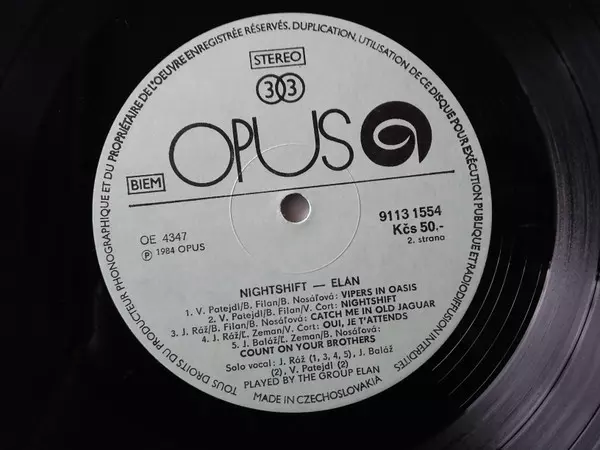 TOUS DROITS DU PRODUCTEUR PHONOGRAPHIQUE ET DU PROPRIÉTAIRE DE L'OEUVRE ENREGISTRÉE RÉSERVÉS, DUPLICATION, UTILISATION DE CE DISQUE POUR EXÉCUTION PUBLIQUE ET RADIODIFFUSION INTERDITES
STEREO
33
OPUS
BIEM
9113 1554
Kčs 50.-
2. strana
OE 4347
Ⓟ 1984 OPUS
NIGHTSHIFT — ELÁN
1. V. Patejdl/B. Filan/B. Nosáľová: VIPERS IN OASIS
2. V. Patejdl/B. Filan/V. Čort: NIGHTSHIFT
3. J. Ráž/B. Filan/B. Nosáľová: CATCH ME IN OLD JAGUAR
4. J. Ráž/Ľ. Zeman/V. Čort: OUI, JE T'ATTENDS
5. J. Baláž/Ľ. Zeman/B. Nosáľová:
COUNT ON YOUR BROTHERS
Solo vocal: J. Ráž (1, 3, 4, 5), J. Baláž
(2), V. Patejdl (2)
PLAYED BY THE GROUP ELAN
MADE IN CZECHOSLOVAKIA